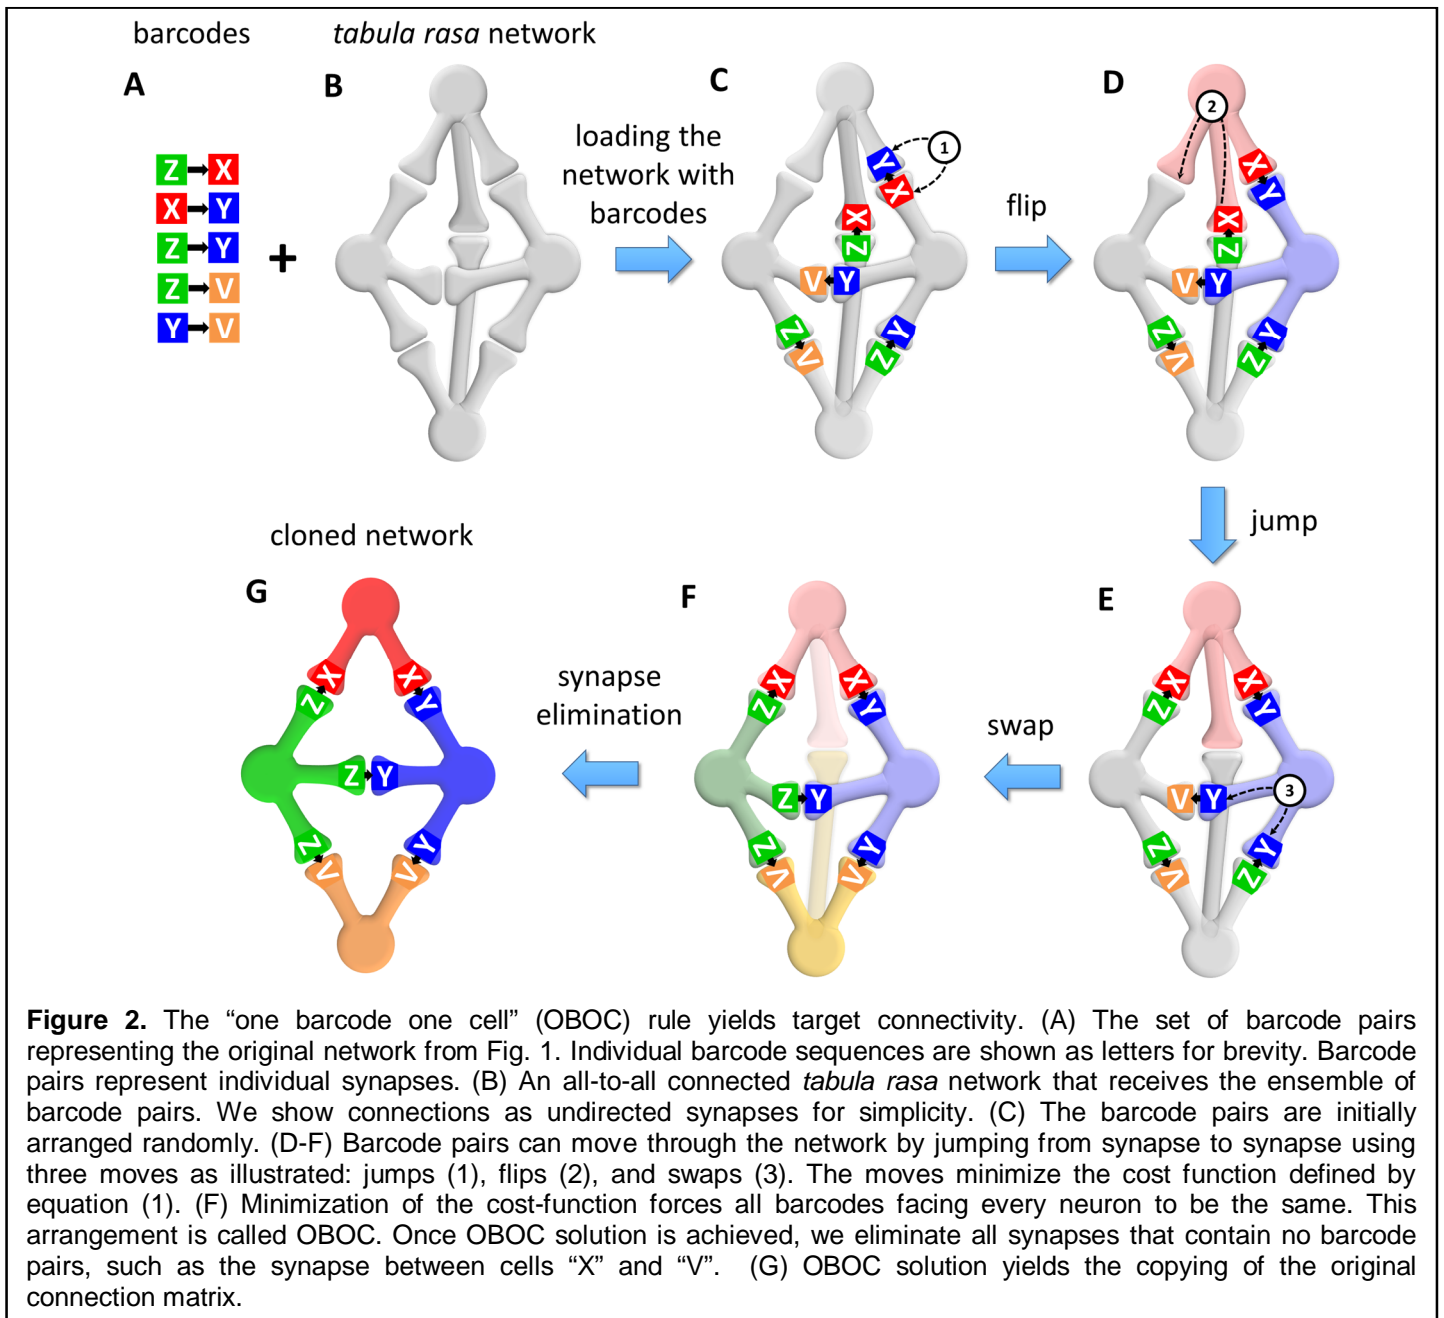 barcodes
tabula rasa network
A
B
C
D
Z X
X Y
Z Y
Z V
Y V
+
loading the
network with
barcodes
Y
1
X
X
Z
V Y
Z
V
Y
Z
flip
2
X
Y
X
Z
V Y
Z
V
Y
Z
jump
cloned network
G
X X
Z Y
Z Y
Z Y
V V
synapse
elimination
F
X X
Z Y
Z Y
Z Y
V V
swap
E
X X
Z Y
V Y
3
Z Y
V Z
Figure 2. The “one barcode one cell” (OBOC) rule yields target connectivity. (A) The set of barcode pairs
representing the original network from Fig. 1. Individual barcode sequences are shown as letters for brevity. Barcode
pairs represent individual synapses. (B) An all-to-all connected tabula rasa network that receives the ensemble of
barcode pairs. We show connections as undirected synapses for simplicity. (C) The barcode pairs are initially
arranged randomly. (D-F) Barcode pairs can move through the network by jumping from synapse to synapse using
three moves as illustrated: jumps (1), flips (2), and swaps (3). The moves minimize the cost function defined by
equation (1). (F) Minimization of the cost-function forces all barcodes facing every neuron to be the same. This
arrangement is called OBOC. Once OBOC solution is achieved, we eliminate all synapses that contain no barcode
pairs, such as the synapse between cells “X” and “V”. (G) OBOC solution yields the copying of the original
connection matrix.